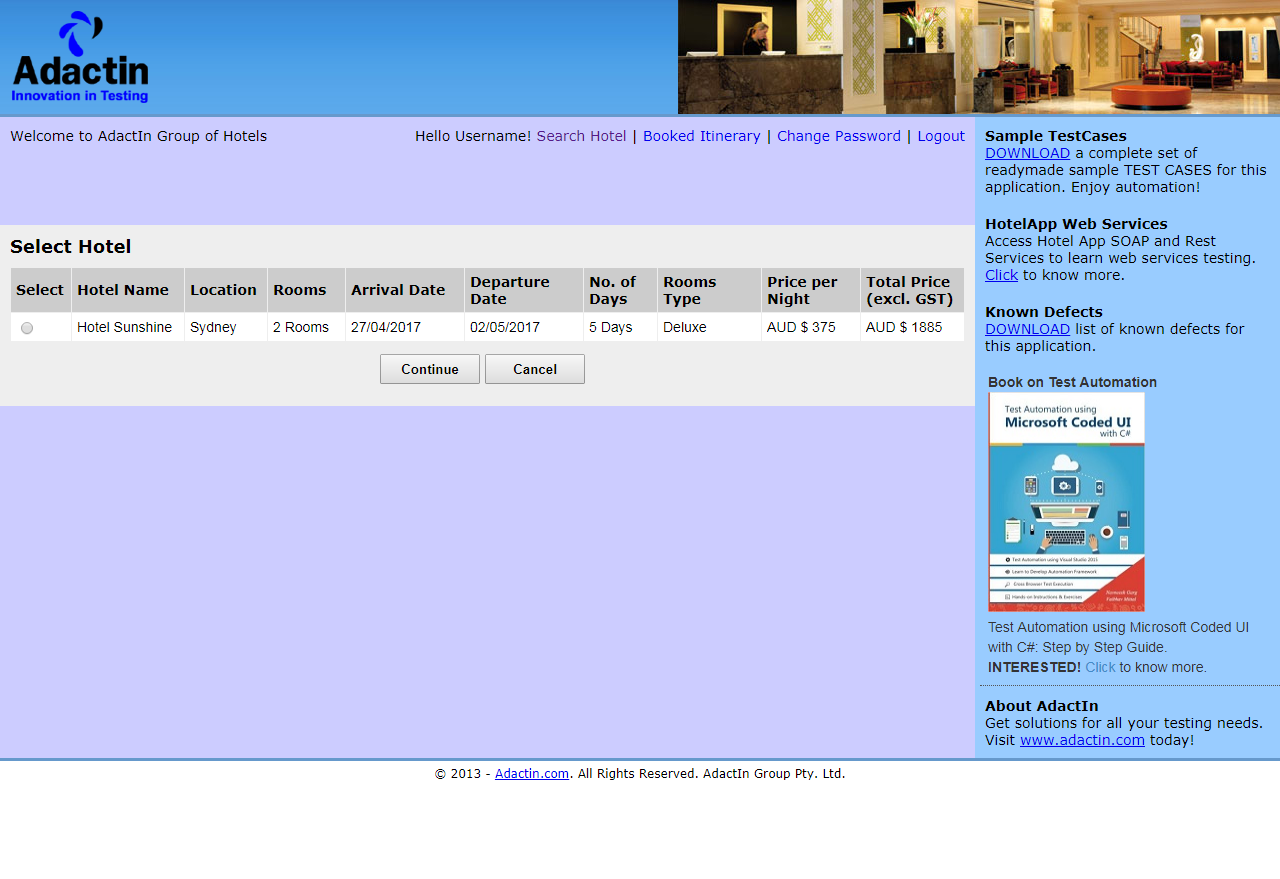 Adactin
Innovation in Testing
Welcome to AdactIn Group of Hotels
Hello Username! Search Hotel | Booked Itinerary | Change Password | Logout
Select Hotel
Select Hotel Name Location Rooms Arrival Date Departure Date No. of Days Rooms Type Price per Night Total Price (excl. GST)
Hotel Sunshine Sydney 2 Rooms 27/04/2017 02/05/2017 5 Days Deluxe AUD $ 375 AUD $ 1885
Continue Cancel
Sample TestCases
DOWNLOAD a complete set of
readymade sample TEST CASES for this
application. Enjoy automation!
HotelApp Web Services
Access Hotel App SOAP and Rest
Services to learn web services testing.
Click to know more.
Known Defects
DOWNLOAD list of known defects for
this application.
Book on Test Automation
Test Automation using
Microsoft Coded UI
with C#
Test Automation using Visual Studio 2015
Learn to Develop Automation Framework
Cross Browser Test Execution
Hands-on Instructions & Exercises
Navneesh Garg
Test Automation using Microsoft Coded UI
with C#: Step by Step Guide.
INTERESTED! Click to know more.
About AdactIn
Get solutions for all your testing needs.
Visit www.adactin.com today!
© 2013 - Adactin.com. All Rights Reserved. AdactIn Group Pty. Ltd.